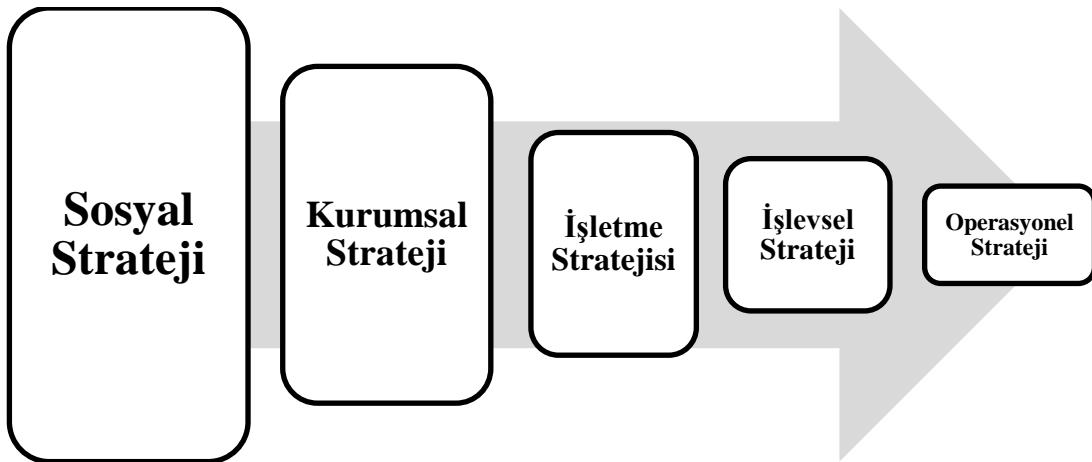 Sosyal
Strateji
Kurumsal
Strateji
İşletme
Stratejisi
İşlevsel
Strateji
Operasyonel
Strateji